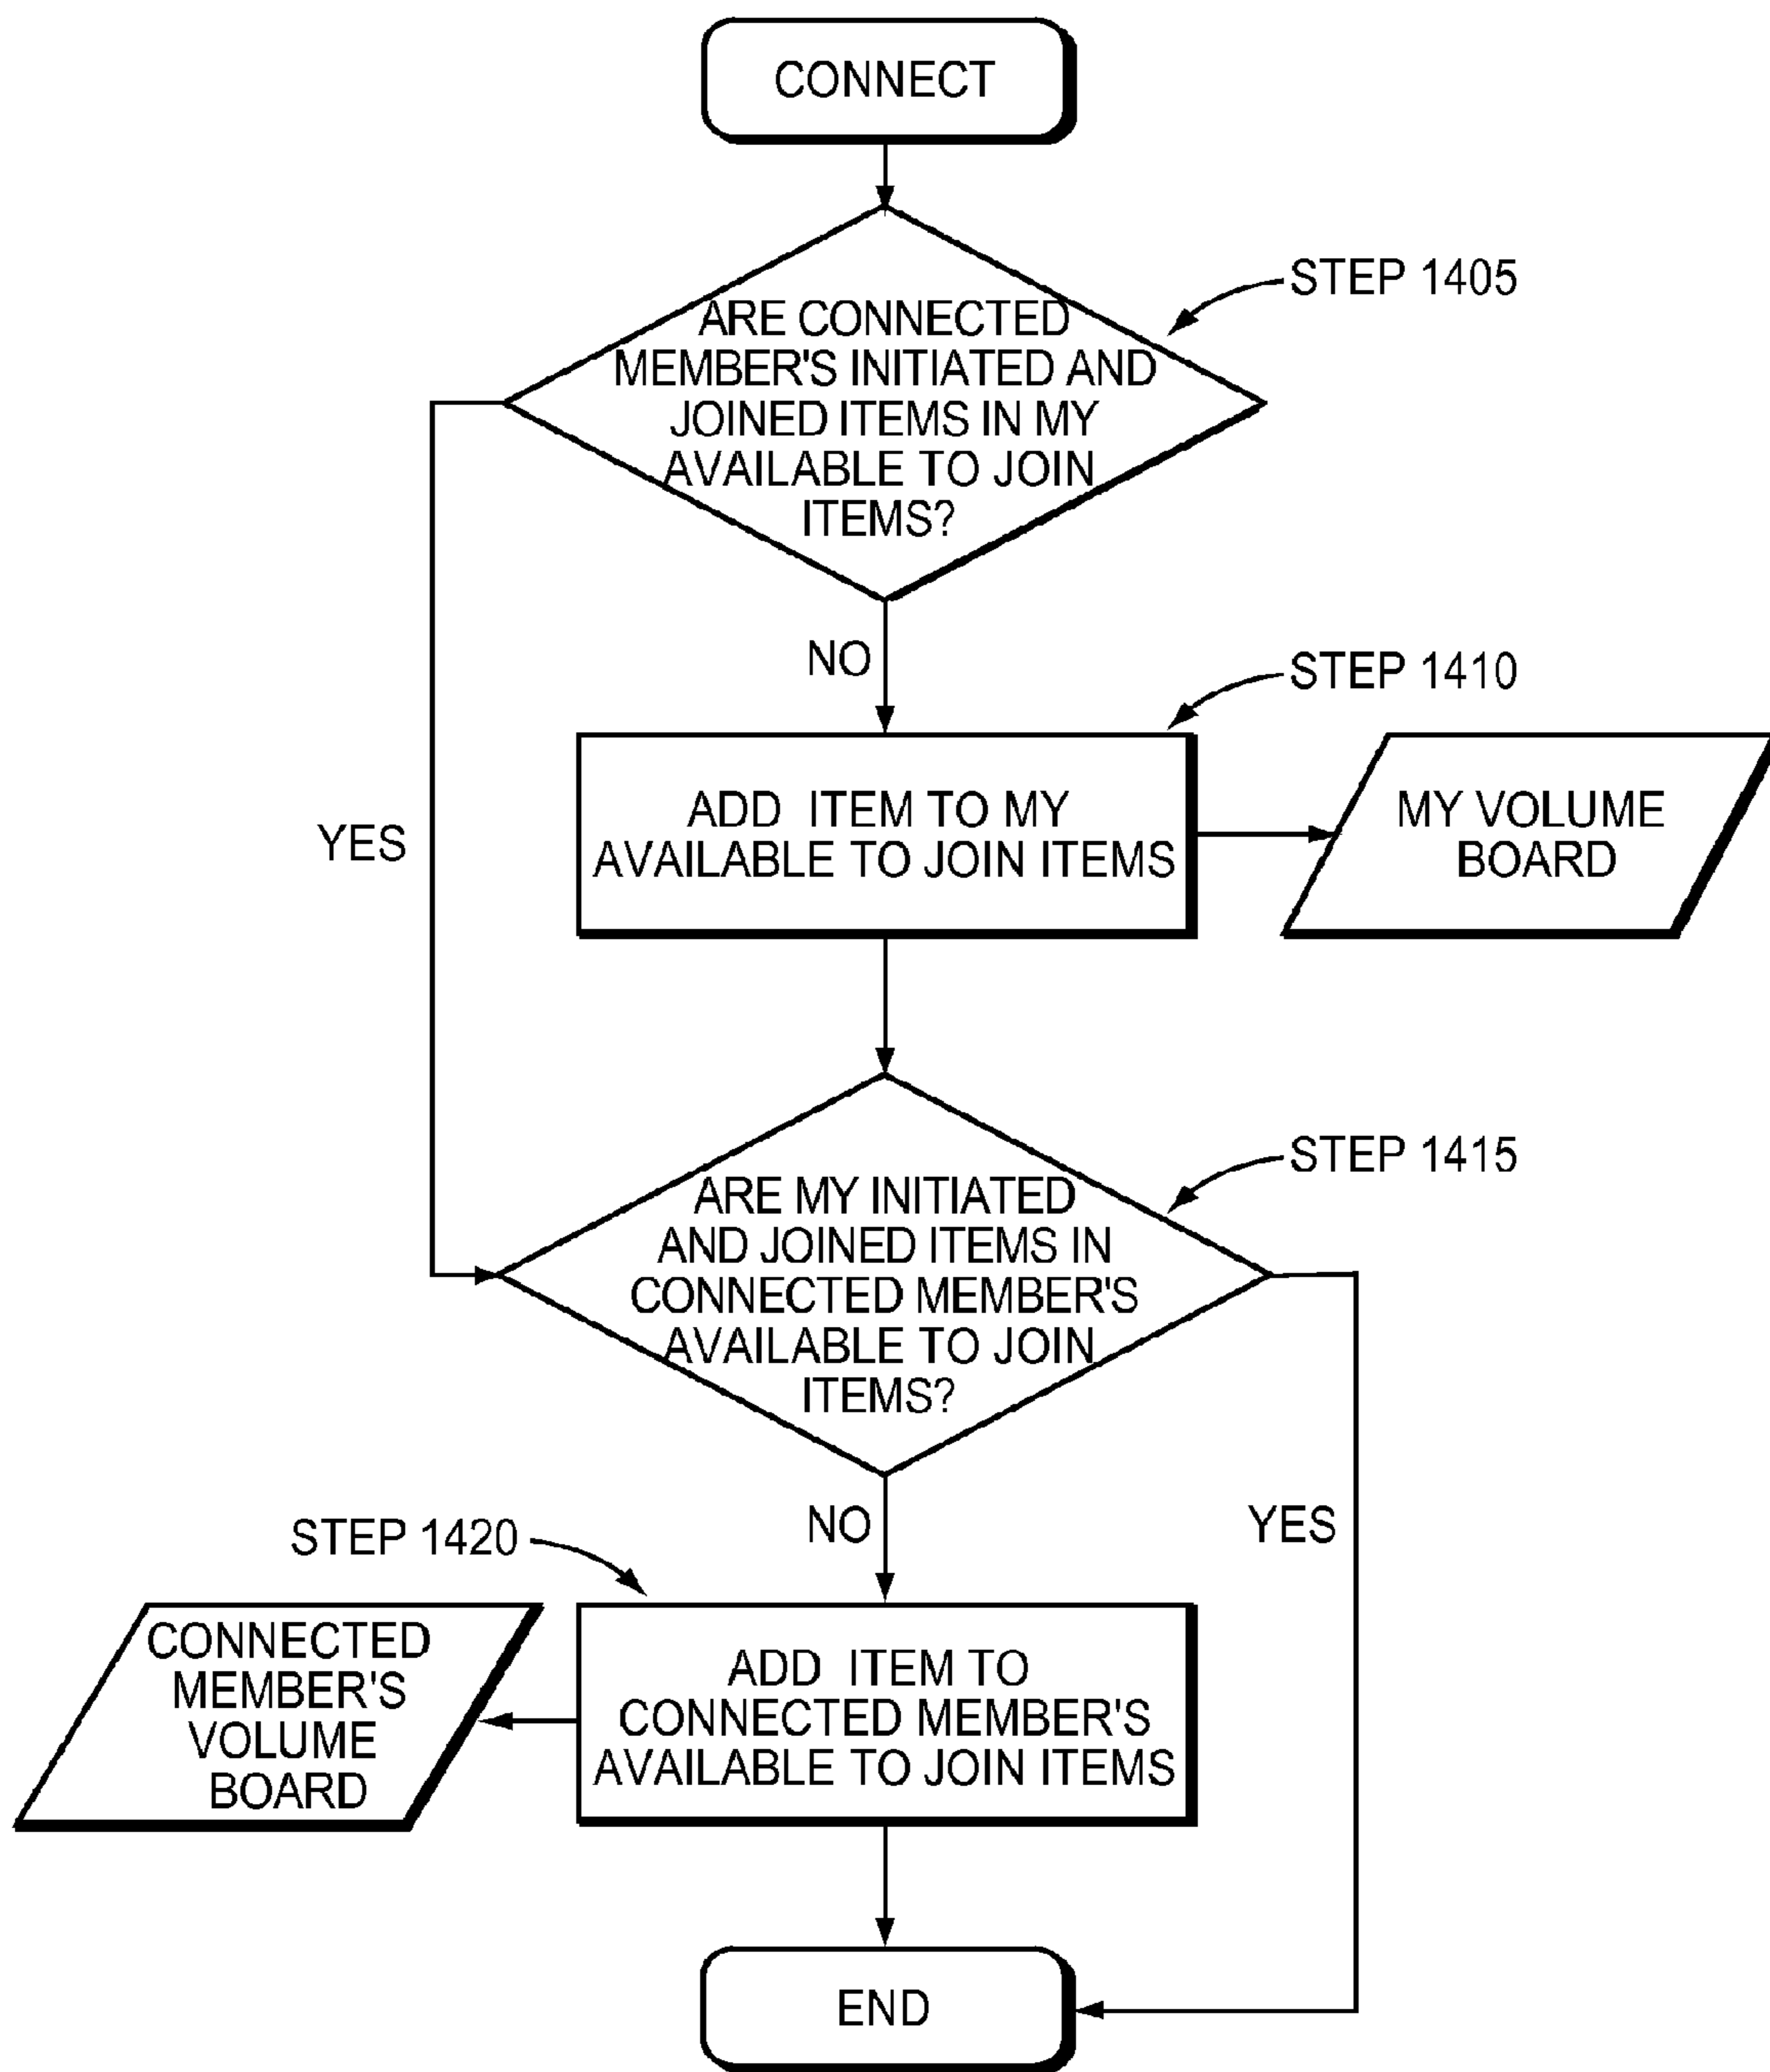 CONNECT
STEP 1405
ARE CONNECTED
MEMBER'S INITIATED AND
JOINED ITEMS IN MY
AVAILABLE TO JOIN
ITEMS?
NO
STEP 1410
YES
ADD ITEM TO MY
AVAILABLE TO JOIN ITEMS
MY VOLUME
BOARD
STEP 1415
ARE MY INITIATED
AND JOINED ITEMS IN
CONNECTED MEMBER'S
AVAILABLE TO JOIN
ITEMS?
NO
YES
STEP 1420
CONNECTED
MEMBER'S
VOLUME
BOARD
ADD ITEM TO
CONNECTED MEMBER'S
AVAILABLE TO JOIN ITEMS
END